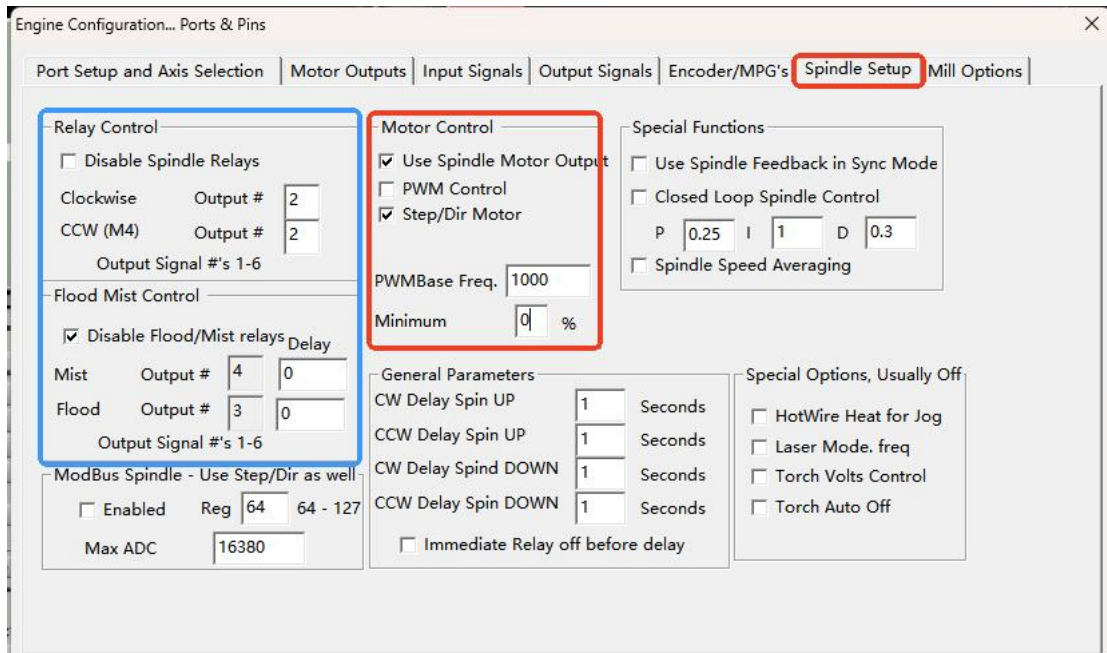 Engine Configuration... Ports & Pins
Port Setup and Axis Selection
Motor Outputs
Input Signals
Output Signals
Encoder/MPG's
Spindle Setup
Mill Options
Relay Control
Disable Spindle Relays
Clockwise Output # 2
CCW (M4) Output # 2
Output Signal #'s 1-6
Flood Mist Control
Disable Flood/Mist relays
Delay
Mist Output # 4 0
Flood Output # 3 0
Output Signal #'s 1-6
ModBus Spindle - Use Step/Dir as well
Enabled Reg 64 64 - 127
Max ADC 16380
Motor Control
Use Spindle Motor Output
PWM Control
Step/Dir Motor
PWMBase Freq. 1000
Minimum 0 %
General Parameters
CW Delay Spin UP 1 Seconds
CCW Delay Spin UP 1 Seconds
CW Delay Spind DOWN 1 Seconds
CCW Delay Spin DOWN 1 Seconds
Immediate Relay off before delay
Special Functions
Use Spindle Feedback in Sync Mode
Closed Loop Spindle Control
P 0.25 I 1 D 0.3
Spindle Speed Averaging
Special Options, Usually Off
HotWire Heat for Jog
Laser Mode. freq
Torch Volts Control
Torch Auto Off